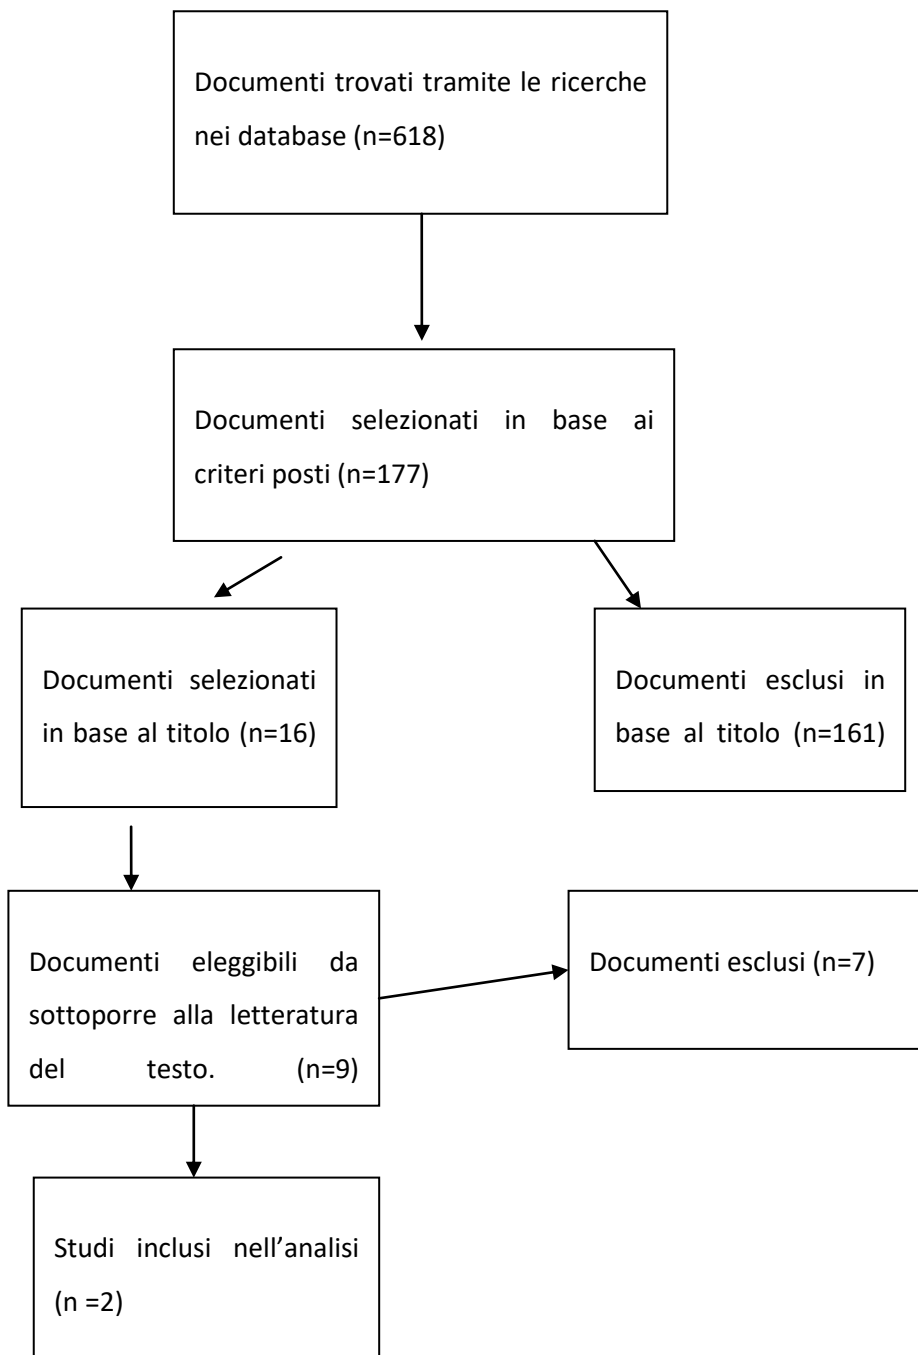 Documenti trovati tramite le ricerche
nei database (n=618)
Documenti selezionati in base ai
criteri posti (n=177)
Documenti selezionati
in base al titolo (n=16)
Documenti esclusi in
base al titolo (n=161)
Documenti eleggibili da
sottoporre alla letteratura
del testo. (n=9)
Documenti esclusi (n=7)
Studi inclusi nell’analisi
(n =2)